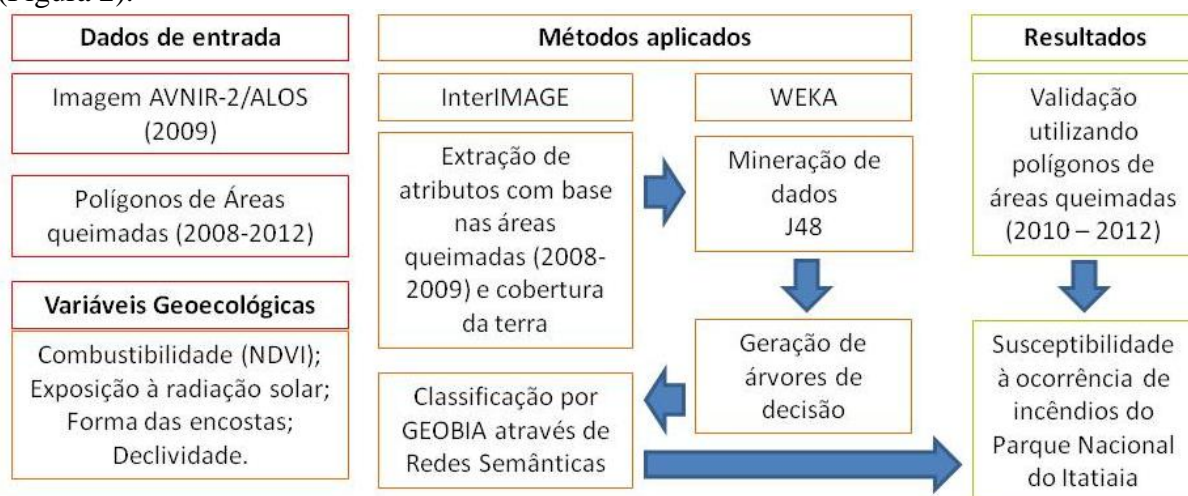 (Figura 2).
Dados de entrada
Imagem AVNIR-2/ALOS
(2009)
Polígonos de Áreas
queimadas (2008-2012)
Variáveis Geoecológicas
Combustibilidade (NDVI);
Exposição à radiação solar;
Forma das encostas;
Declividade.
Métodos aplicados
InterIMAGE
Extração de
atributos com base
nas áreas
queimadas (2008-
2009) e cobertura
da terra
Classificação por
GEOBIA através de
Redes Semânticas
WEKA
Mineração de
dados
J48
Geração de
árvores de
decisão
Resultados
Validação
utilizando
polígonos de
áreas queimadas
(2010 – 2012)
Susceptibilidade
à ocorrência de
incêndios do
Parque Nacional
do Itatiaia